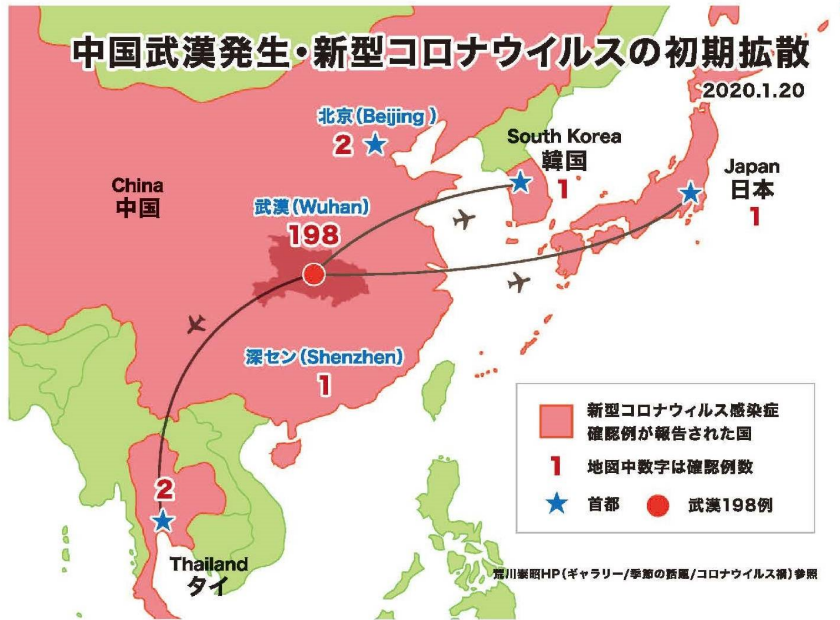 中国武漢発生・新型コロナウイルスの初期拡散
2020.1.20
北京(Beijing )
2
South Korea
韓国
1
Japan
日本
1
China
中国
武漢(Wuhan)
198
深セン(Shenzhen)
1
2
Thailand
タイ
新型コロナウィルス感染症
確認例が報告された国
1 地図中数字は確認例数
首都
武漢198例
荒川泰昭HP(ギャラリー/季節の話題/コロナウイルス禍)参照